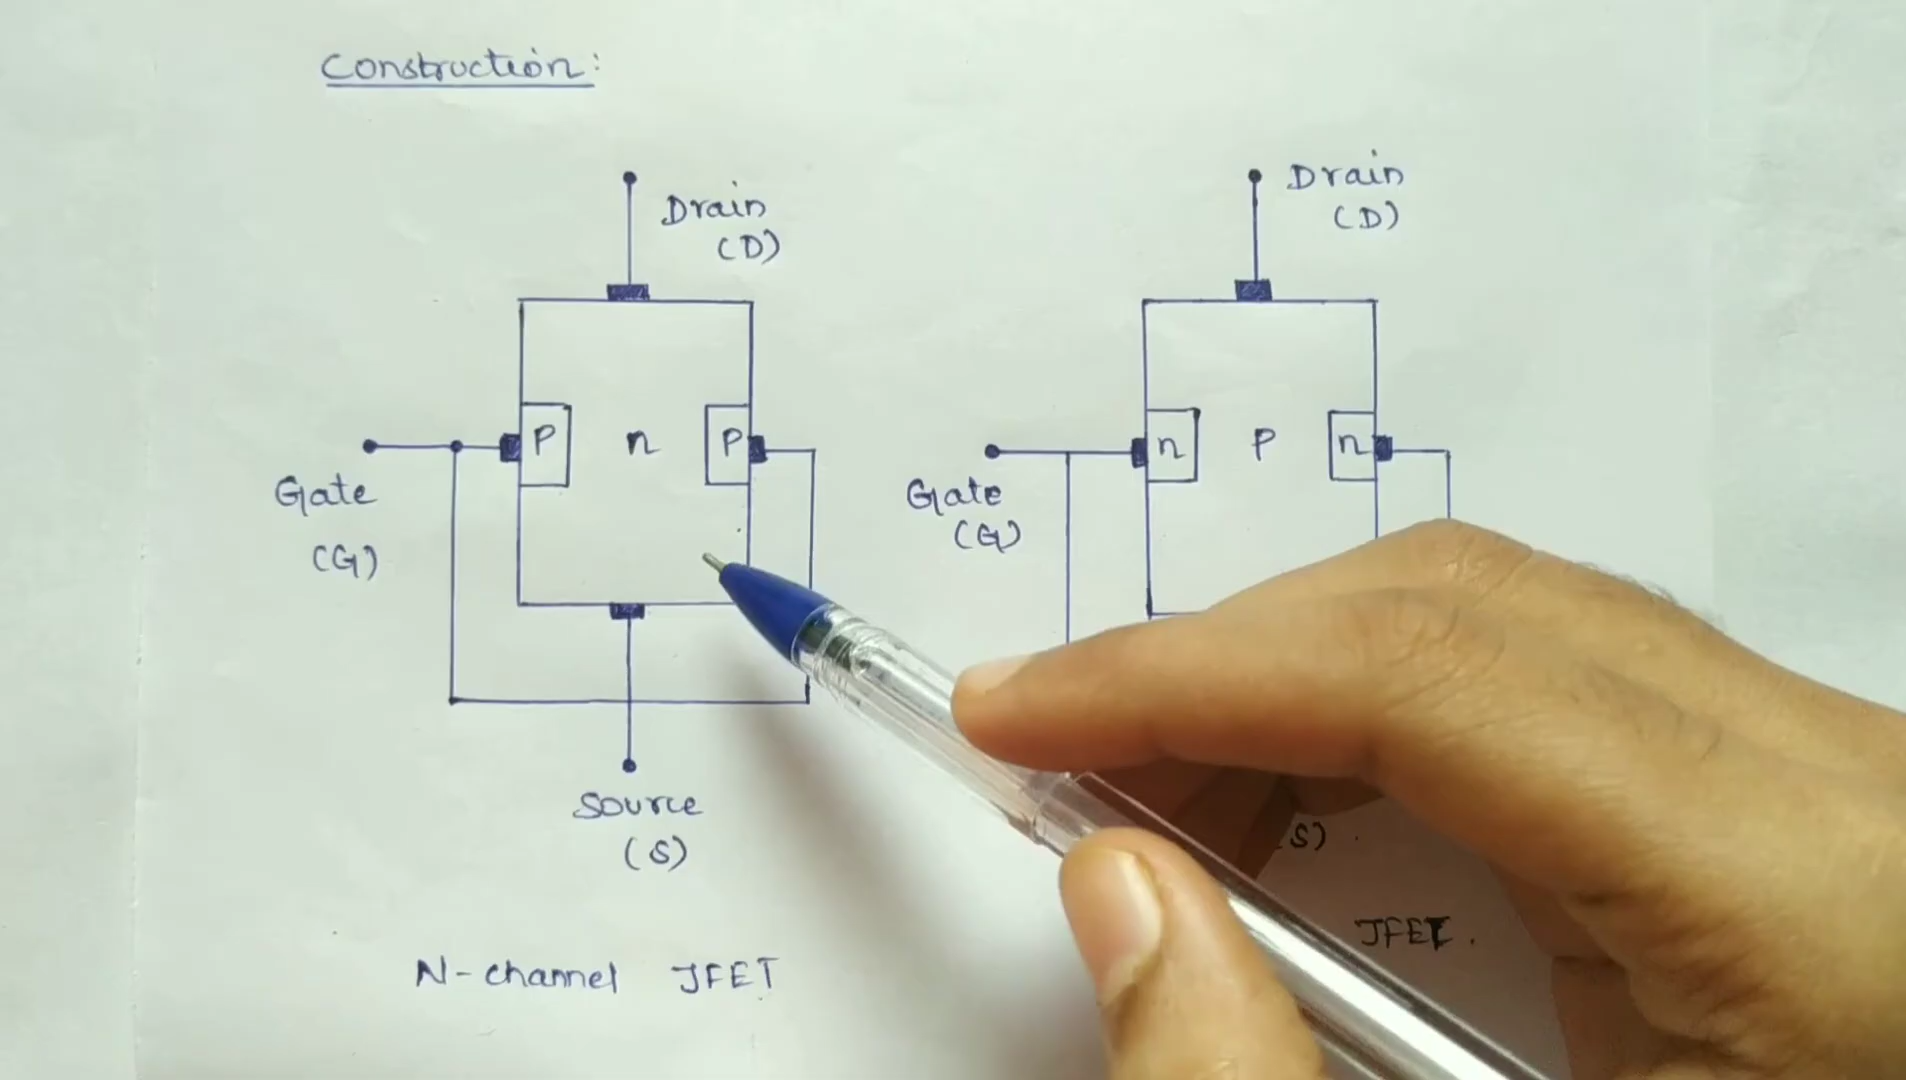 Construction:
Drain
(D)
P n P
Gate
(G)
Source
(S)
N-channel JFET
Drain
(D)
n P n
Gate
(G)
(S)
JFET.